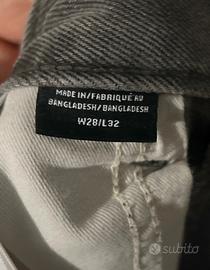 MADE IN/FABRIQUÉ AU
BANGLADESH/BANGLADESH
W28/L32
subito